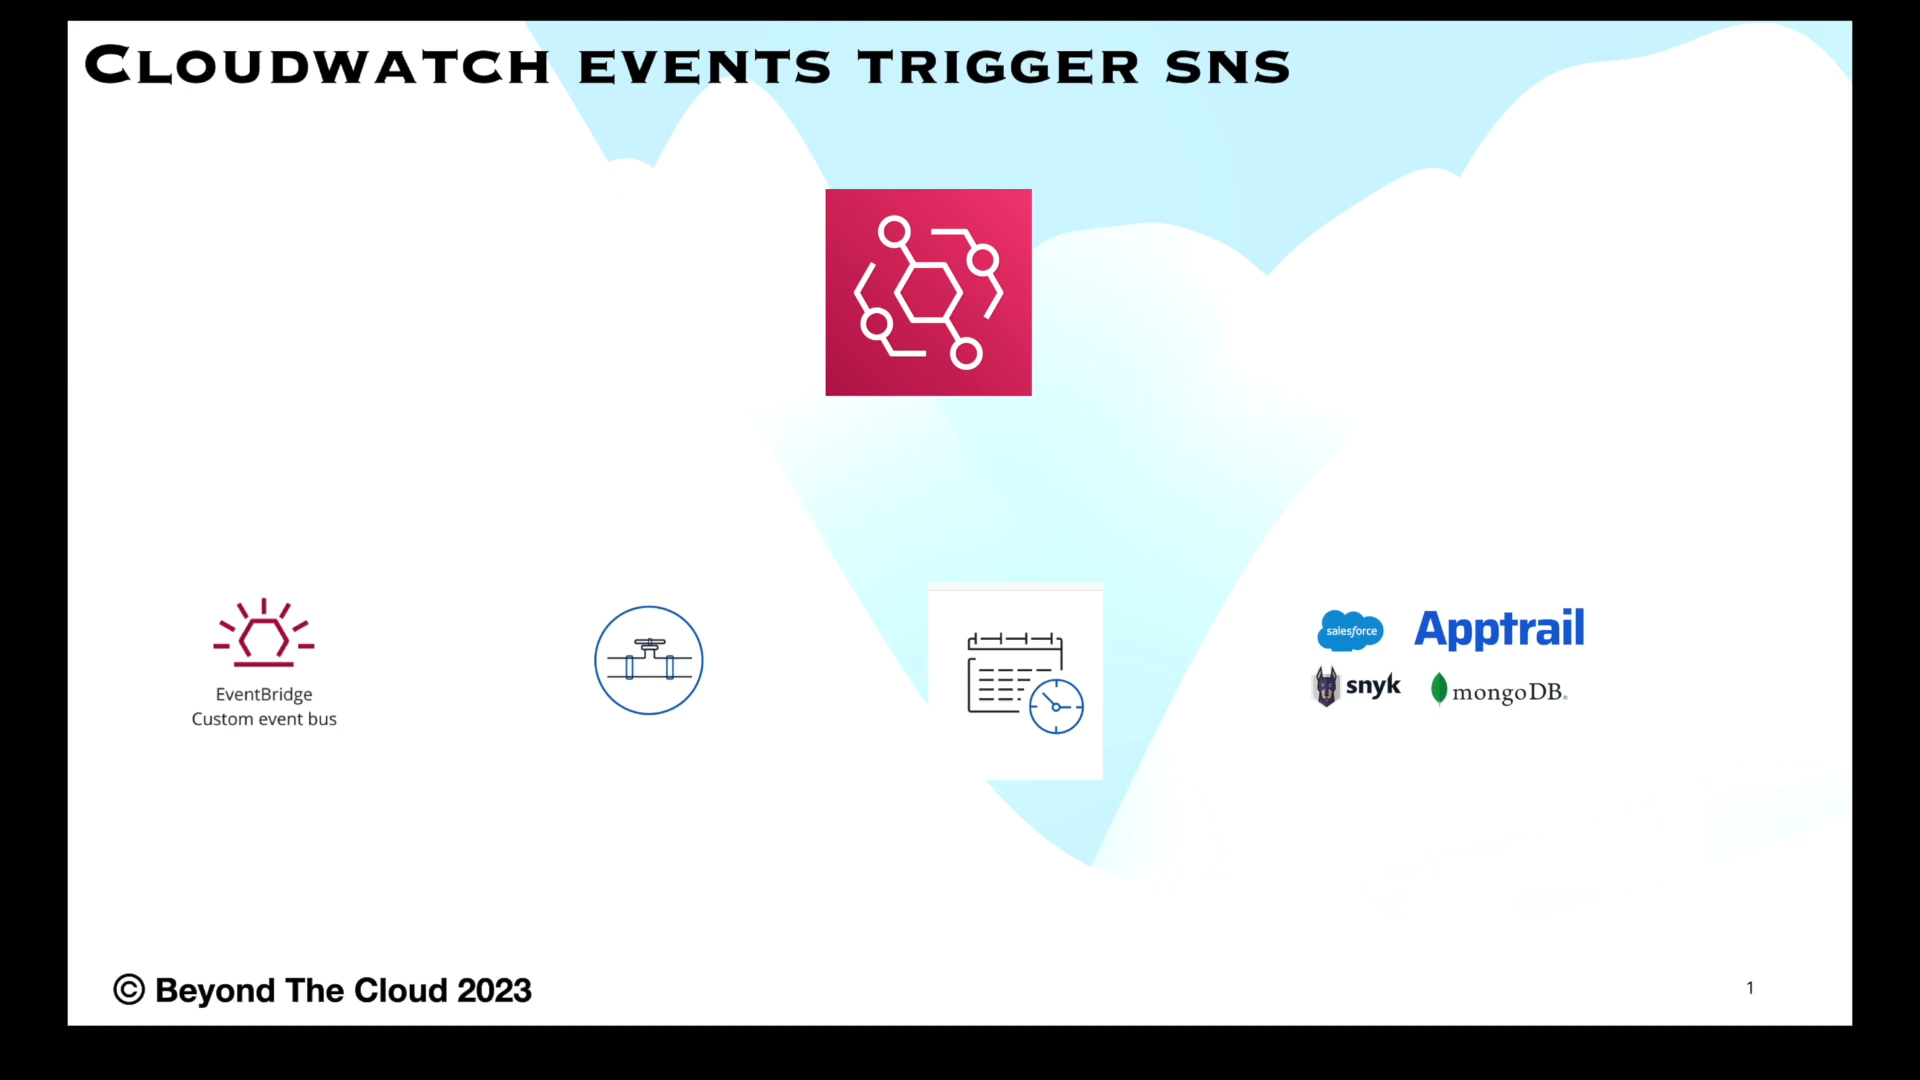 Cloudwatch events trigger sns
EventBridge
Custom event bus
salesforce
Apptrail
snyk
mongoDB®
© Beyond The Cloud 2023
1